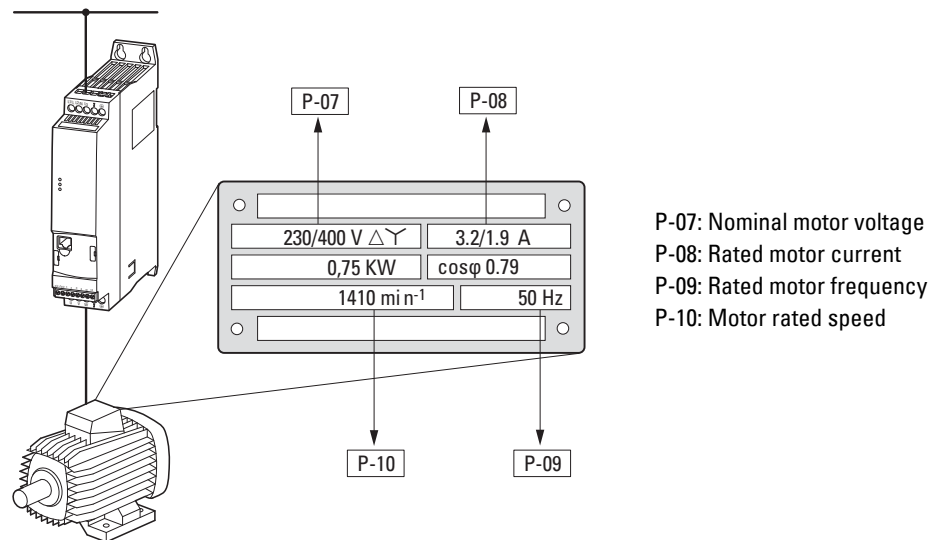 P-07
P-08
230/400 V △ Y
3.2/1.9 A
0,75 KW
cosφ 0.79
1410 min-1
50 Hz
P-10
P-09
P-07: Nominal motor voltage
P-08: Rated motor current
P-09: Rated motor frequency
P-10: Motor rated speed